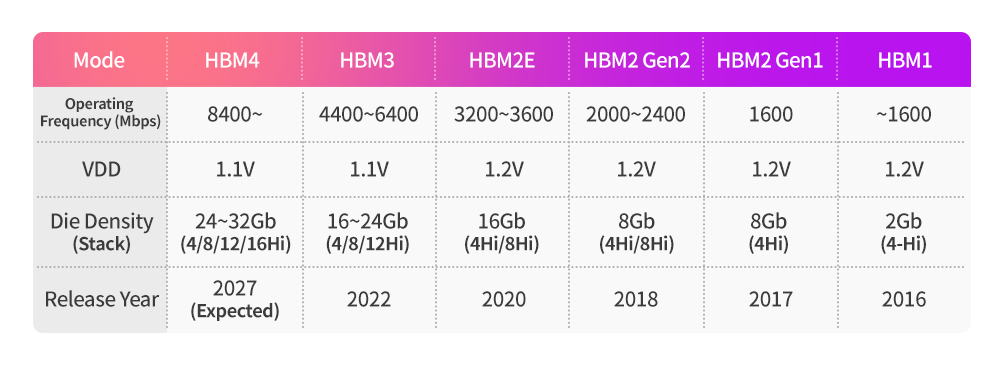 Mode HBM4 HBM3 HBM2E HBM2 Gen2 HBM2 Gen1 HBM1
Operating
Frequency (Mbps) 8400~ 4400~6400 3200~3600 2000~2400 1600 ~1600
VDD 1.1V 1.1V 1.2V 1.2V 1.2V 1.2V
Die Density 24~32Gb 16~24Gb 16Gb 8Gb 8Gb 2Gb
(Stack) (4/8/12/16Hi) (4/8/12Hi) (4Hi/8Hi) (4Hi/8Hi) (4Hi) (4-Hi)
Release Year 2027 2022 2020 2018 2017 2016
(Expected)